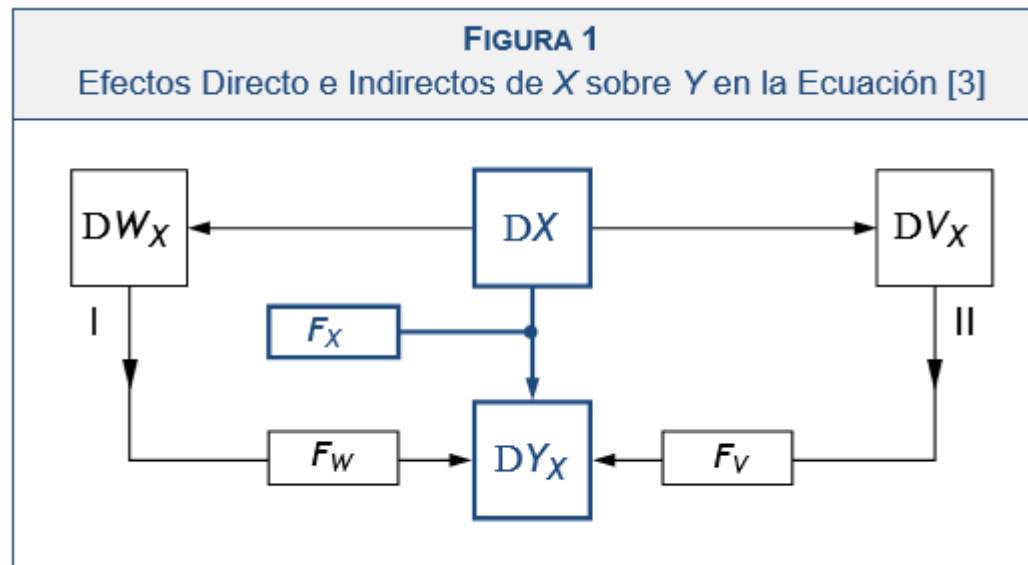 FIGURA 1
Efectos Directo e Indirectos de X sobre Y en la Ecuación [3]
DW_X
DX
DV_X
I
F_X
II
F_W
DY_X
F_V